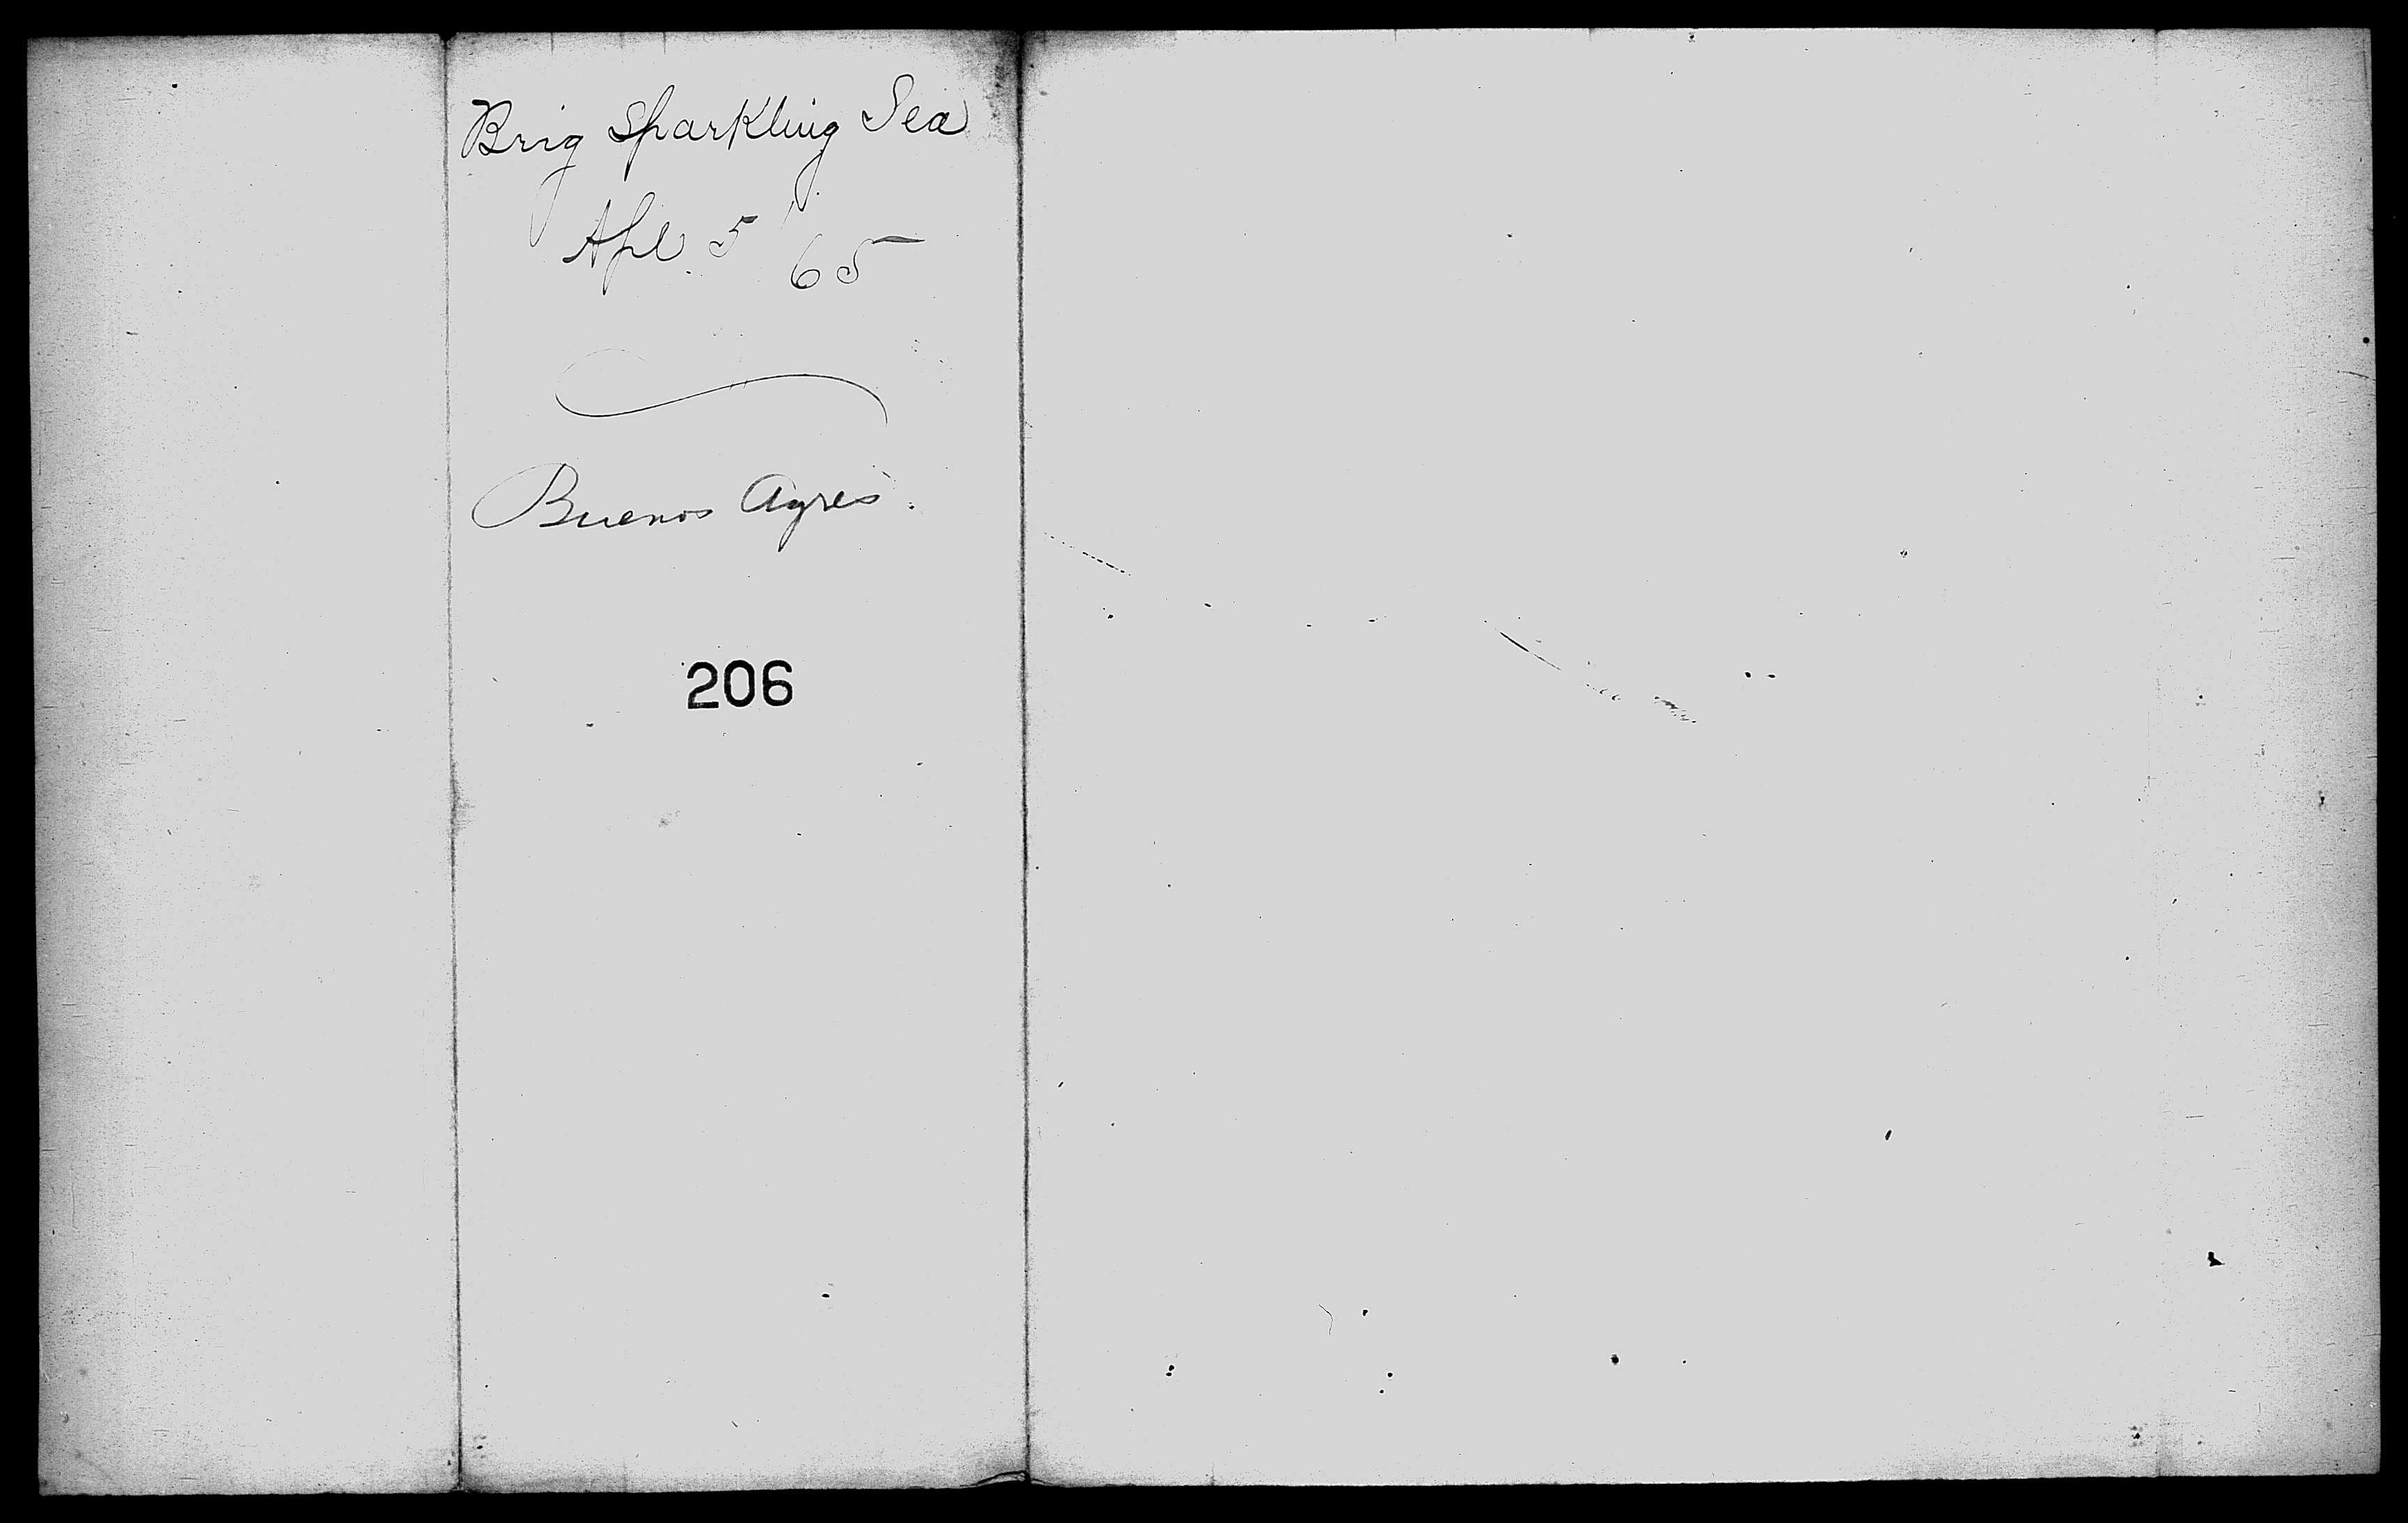 Brig Sparkling Sea
Apl 5 / 65
Buenos Ayres.
206